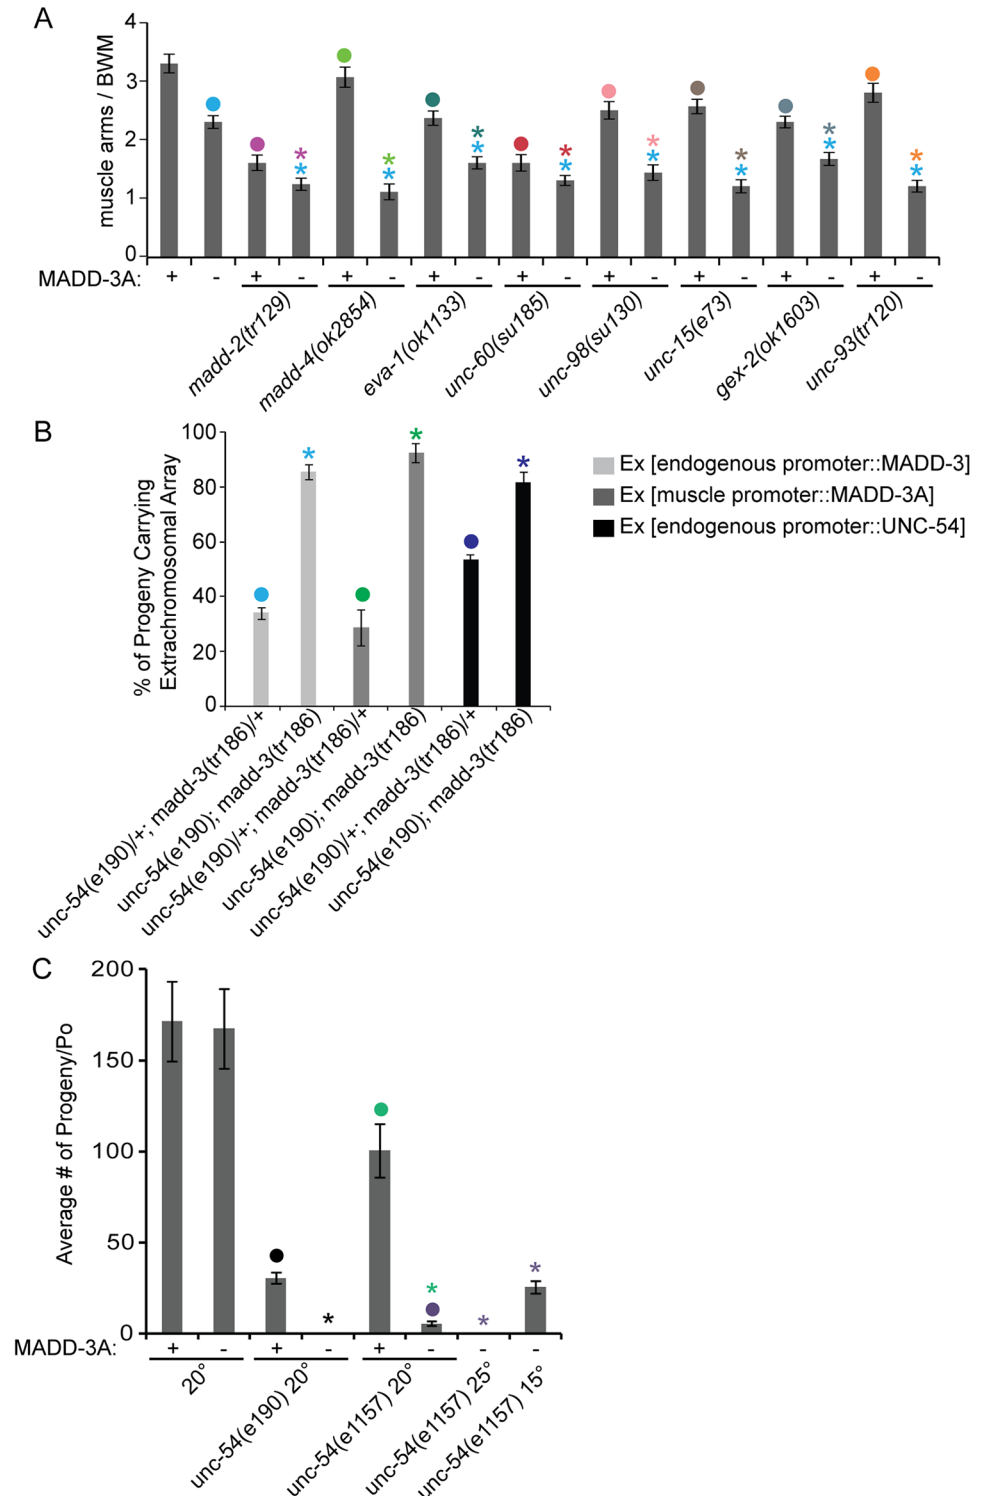 A
muscle arms / BWM
4
3
2
1
0
MADD-3A: + - + - + - + - + - + - + - + - + -
madd-2(tr129)
madd-4(ok2854)
eva-1(ok1133)
unc-60(su185)
unc-98(su130)
unc-15(e73)
gex-2(ok1603)
unc-93(tr120)
B
% of Progeny Carrying
Extrachromosomal Array
100
80
60
40
20
0
Ex [endogenous promoter::MADD-3]
Ex [muscle promoter::MADD-3A]
Ex [endogenous promoter::UNC-54]
unc-54(e190)/+; madd-3(tr186)/+
unc-54(e190); madd-3(tr186)
unc-54(e190)/+; madd-3(tr186)/+
unc-54(e190); madd-3(tr186)
unc-54(e190)/+; madd-3(tr186)/+
unc-54(e190); madd-3(tr186)
C
Average # of Progeny/Po
200
150
100
50
0
MADD-3A: + - + - + - - -
20°
unc-54(e190) 20°
unc-54(e1157) 20°
unc-54(e1157) 25°
unc-54(e1157) 15°